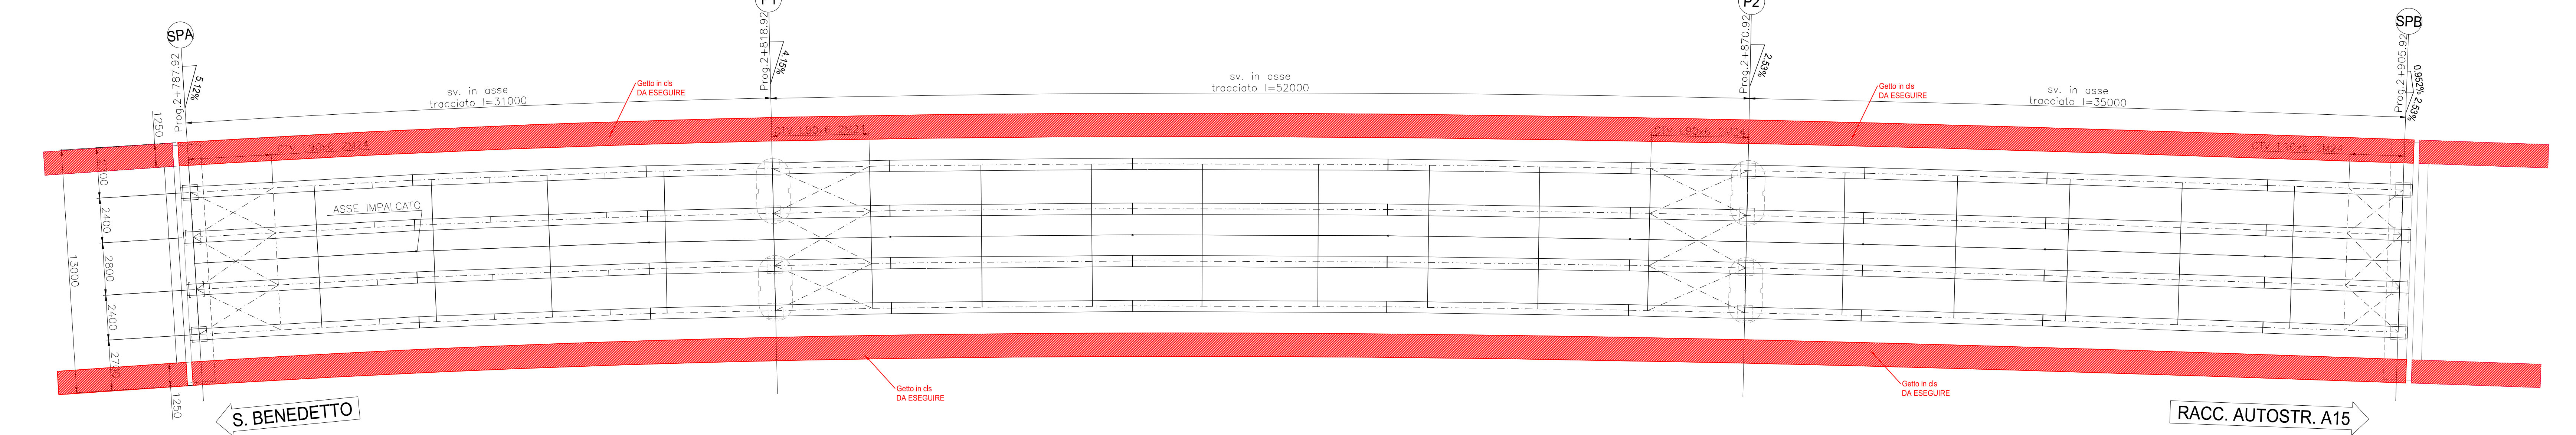 P1
P2
SPA
SPB
Prog.2+787.92
5.12%
Prog.2+818.92
4.15%
Prog.2+870.92
2.53%
Prog.2+905.92
0.952% 2.53%
sv. in asse
tracciato l=31000
Getto in cls
DA ESEGUIRE
sv. in asse
tracciato l=52000
Getto in cls
DA ESEGUIRE
sv. in asse
tracciato l=35000
1250
CTV L90x6 2M24
CTV L90x6 2M24
CTV L90x6 2M24
CTV L90x6 2M24
2700
2400
2800
2400
2700
13000
1250
ASSE IMPALCATO
Getto in cls
DA ESEGUIRE
Getto in cls
DA ESEGUIRE
S. BENEDETTO
RACC. AUTOSTR. A15